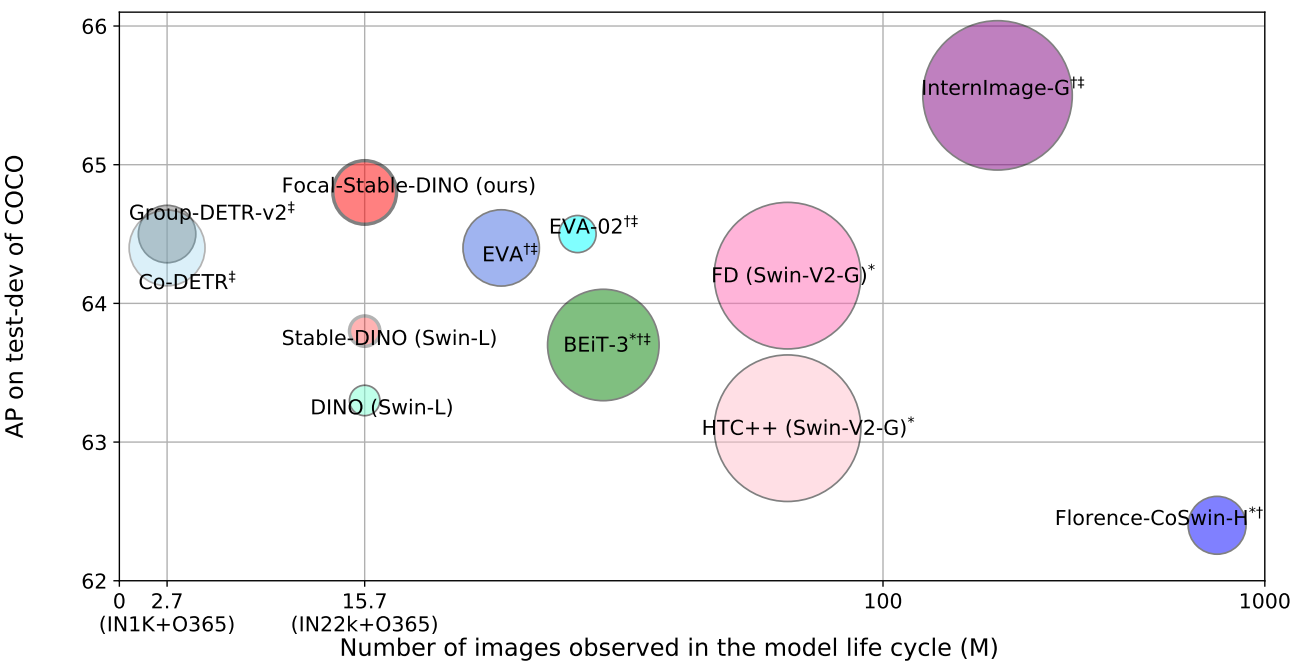 66
InternImage-G†‡
65
Focal-Stable-DINO (ours)
Group-DETR-v2‡
EVA-02†‡
EVA†‡
FD (Swin-V2-G)*
Co-DETR‡
64
Stable-DINO (Swin-L)
BEiT-3*†‡
DINO (Swin-L)
HTC++ (Swin-V2-G)*
63
Florence-CoSwin-H*†
62
0 2.7 15.7 100 1000
(IN1K+O365) (IN22k+O365)
Number of images observed in the model life cycle (M)
AP on test-dev of COCO